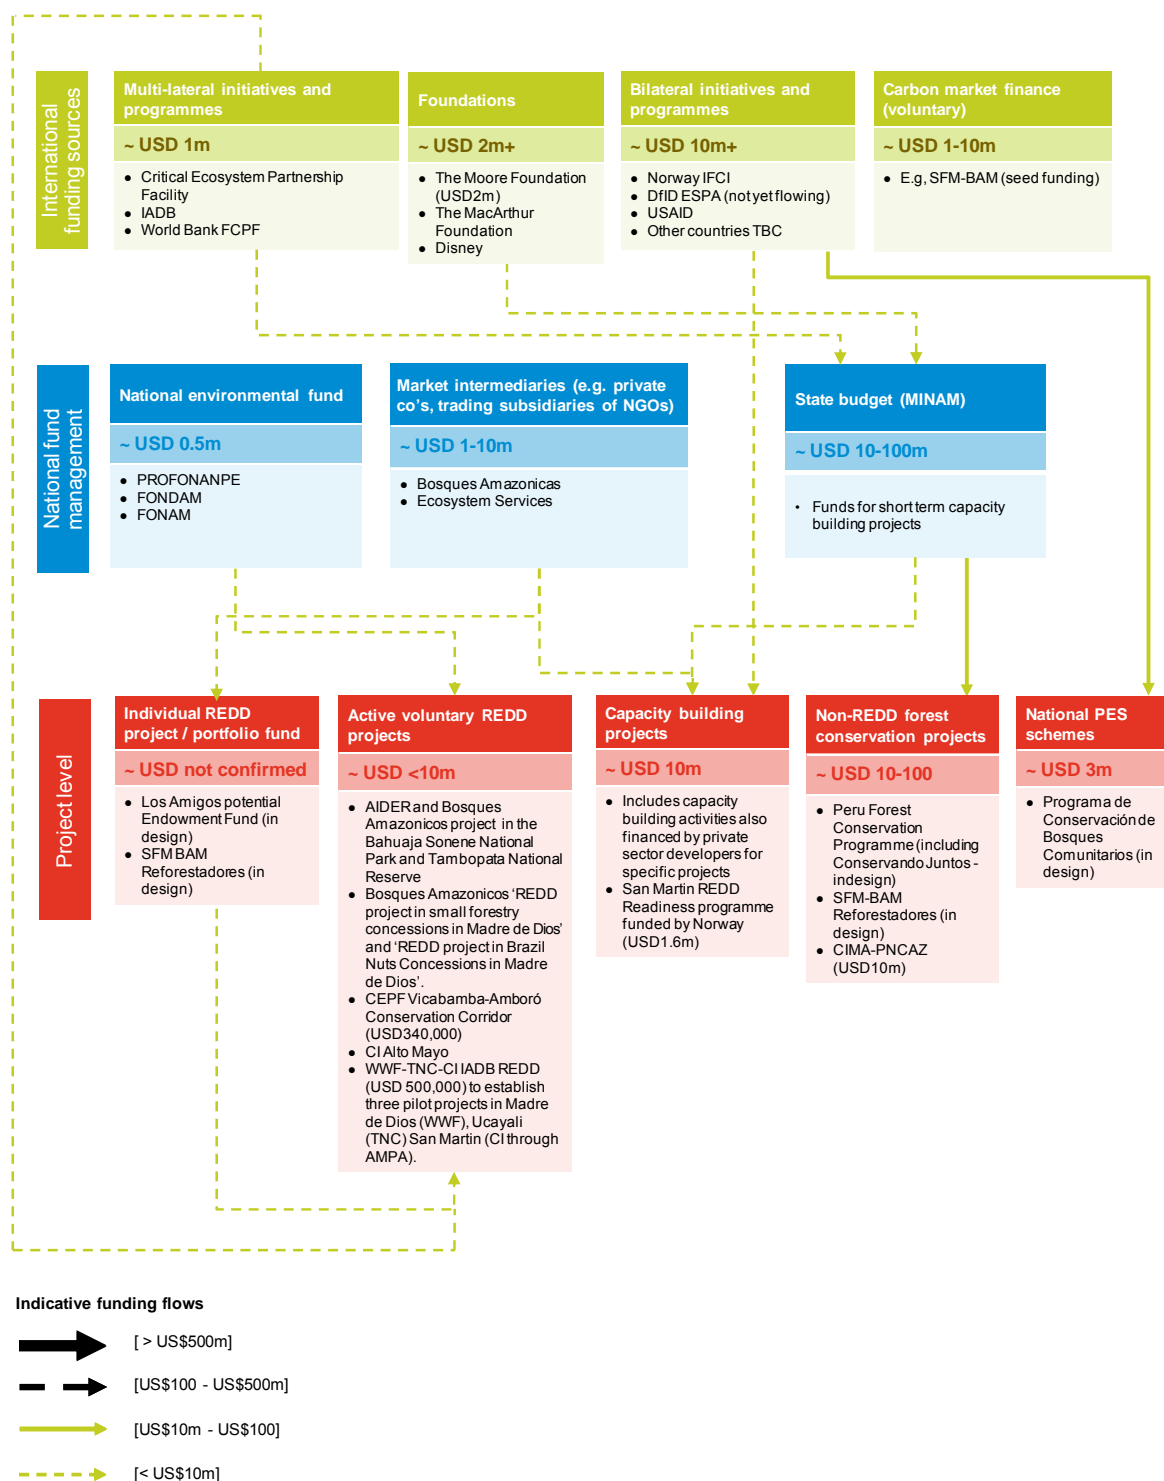 International
funding sources
Multi-lateral initiatives and
programmes
~ USD 1m
• Critical Ecosystem Partnership
Facility
• IADB
• World Bank FCPF
Foundations
~ USD 2m+
• The Moore Foundation
(USD2m)
• The MacArthur
Foundation
• Disney
Bilateral initiatives and
programmes
~ USD 10m+
• Norway IFCI
• DfID ESPA (not yet flowing)
• USAID
• Other countries TBC
Carbon market finance
(voluntary)
~ USD 1-10m
• E.g, SFM-BAM (seed funding)
National fund
management
National environmental fund
~ USD 0.5m
• PROFONANPE
• FONDAM
• FONAM
Market intermediaries (e.g. private
co's, trading subsidiaries of NGOs)
~ USD 1-10m
• Bosques Amazonicas
• Ecosystem Services
State budget (MINAM)
~ USD 10-100m
• Funds for short term capacity
building projects
Project level
Individual REDD
project / portfolio fund
~ USD not confirmed
• Los Amigos potential
Endowment Fund (in
design)
• SFM BAM
Reforestadores (in
design)
Active voluntary REDD
projects
~ USD <10m
• AIDER and Bosques
Amazonicos project in the
Bahuaja Sonene National
Park and Tambopata National
Reserve
• Bosques Amazonicos ‘REDD
project in small forestry
concessions in Madre de Dios’
and ‘REDD project in Brazil
Nuts Concessions in Madre
de Dios’.
• CEPF Vicabamba-Amboró
Conservation Corridor
(USD340,000)
• CI Alto Mayo
• WWF-TNC-CI IADB REDD
(USD 500,000) to establish
three pilot projects in Madre
de Dios (WWF), Ucayali
(TNC) San Martin (CI through
AMPA).
Capacity building
projects
~ USD 10m
• Includes capacity
building activities also
financed by private
sector developers for
specific projects
• San Martin REDD
Readiness programme
funded by Norway
(USD1.6m)
Non-REDD forest
conservation projects
~ USD 10-100
• Peru Forest
Conservation
Programme (including
Conservando Juntos -
indesign)
• SFM-BAM
Reforestadores (in
design)
• CIMA-PNCAZ
(USD10m)
National PES
schemes
~ USD 3m
• Programa de
Conservación de
Bosques
Comunitarios (in
design)
Indicative funding flows
[ > US$500m]
[US$100 - US$500m]
[US$10m - US$100]
[< US$10m]